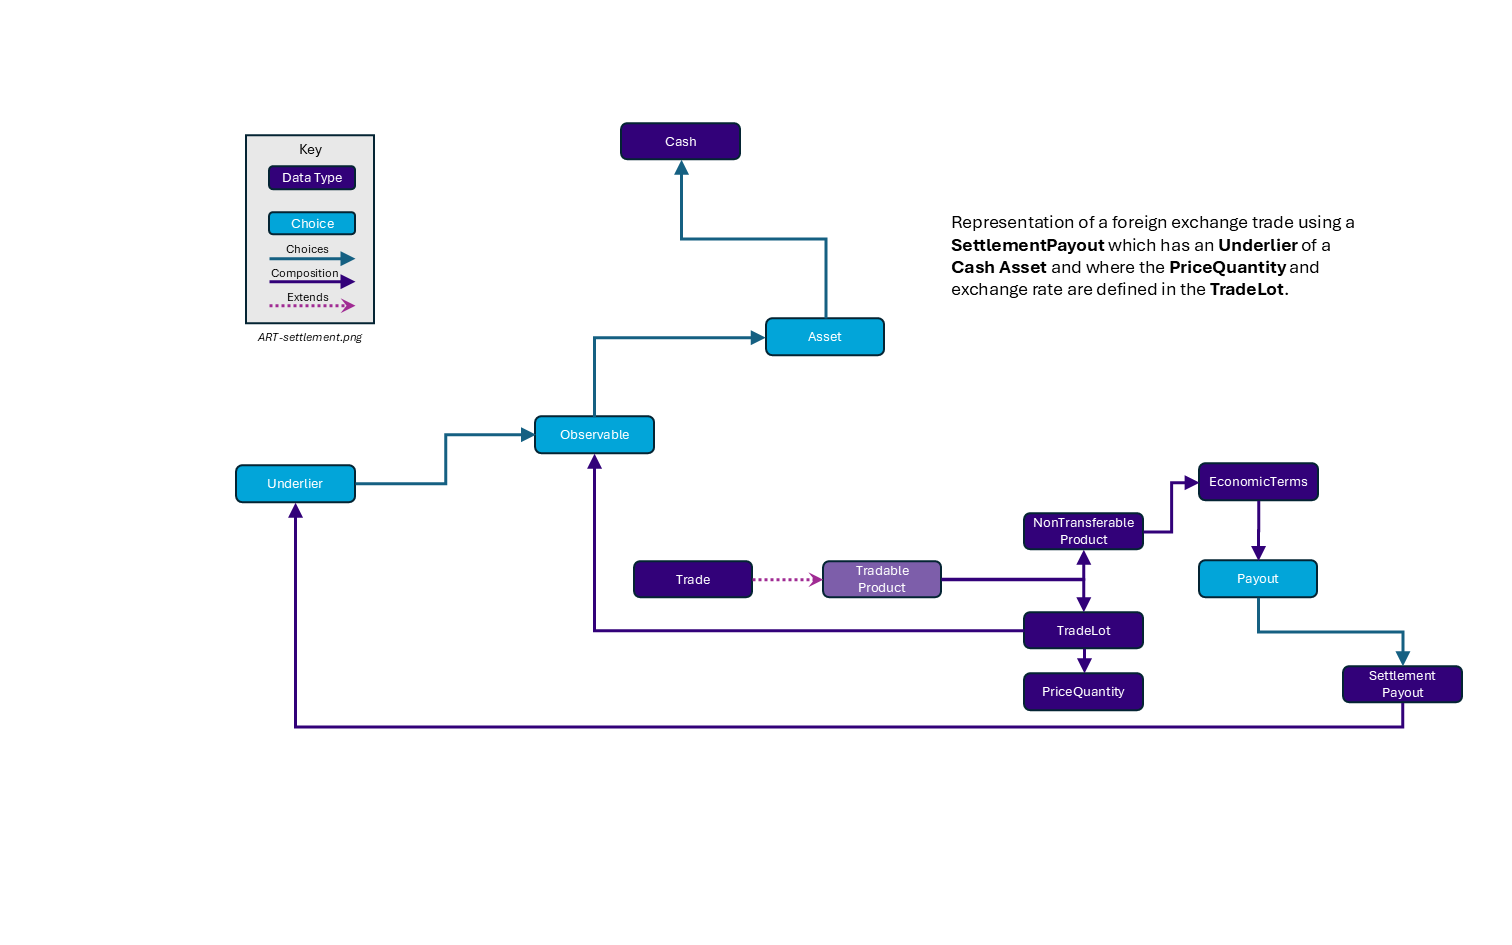 Cash
Key
Data Type
Choice
Choices
Composition
Extends
ART-settlement.png
Representation of a foreign exchange trade using a
SettlementPayout which has an Underlier of a
Cash Asset and where the PriceQuantity and
exchange rate are defined in the TradeLot.
Asset
Observable
Underlier
EconomicTerms
NonTransferable
Product
Trade
Tradable
Product
Payout
TradeLot
PriceQuantity
Settlement
Payout